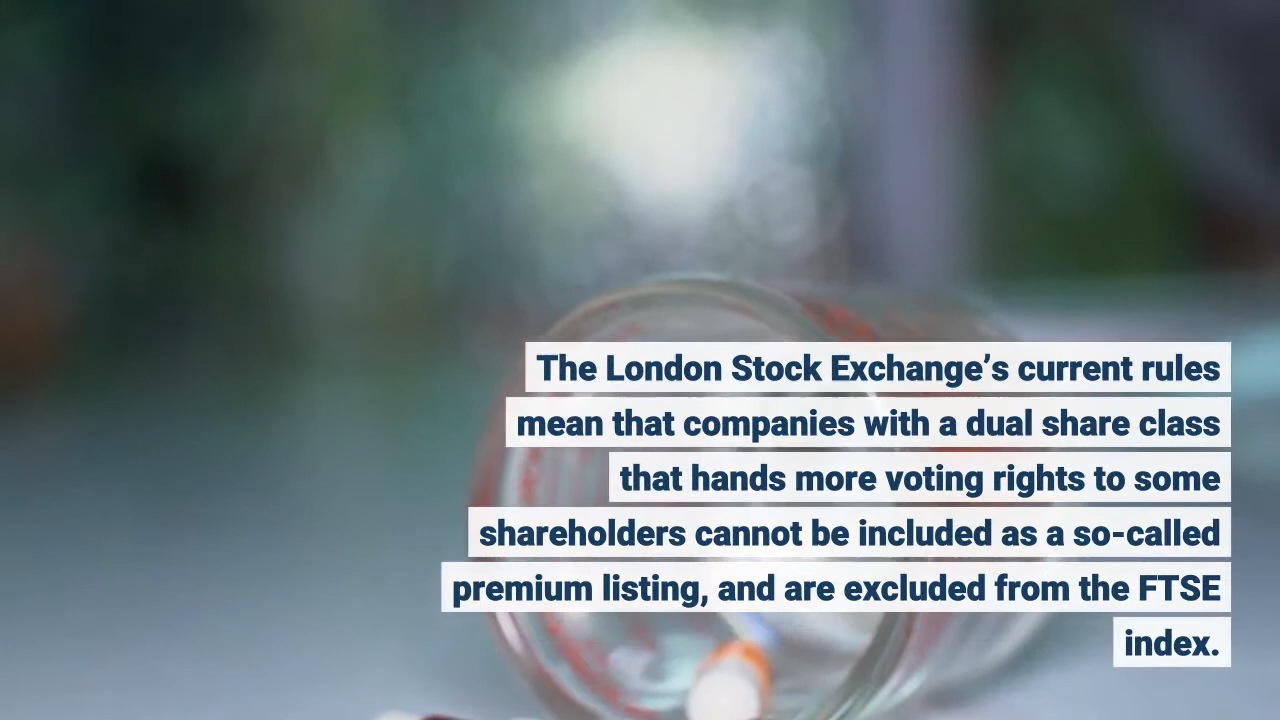 The London Stock Exchange’s current rules
mean that companies with a dual share class
that hands more voting rights to some
shareholders cannot be included as a so-called
premium listing, and are excluded from the FTSE
index.